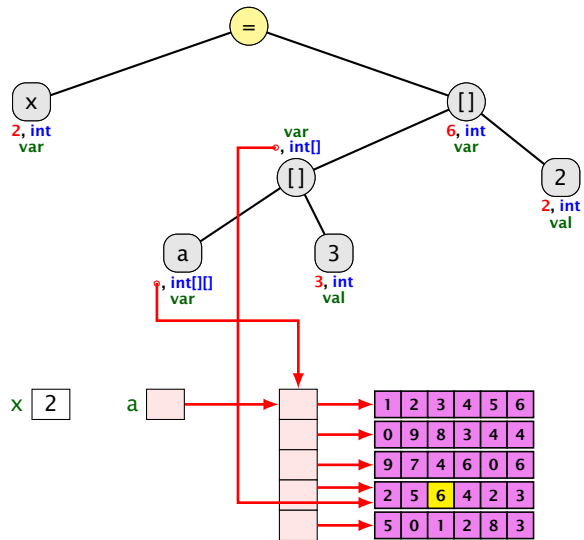 =
x
2, int
var
[]
6, int
var
var
, int[]
[]
2
2, int
val
a
, int[][]
var
3
3, int
val
x 2
a
1 2 3 4 5 6
0 9 8 3 4 4
9 7 4 6 0 6
2 5 6 4 2 3
5 0 1 2 8 3